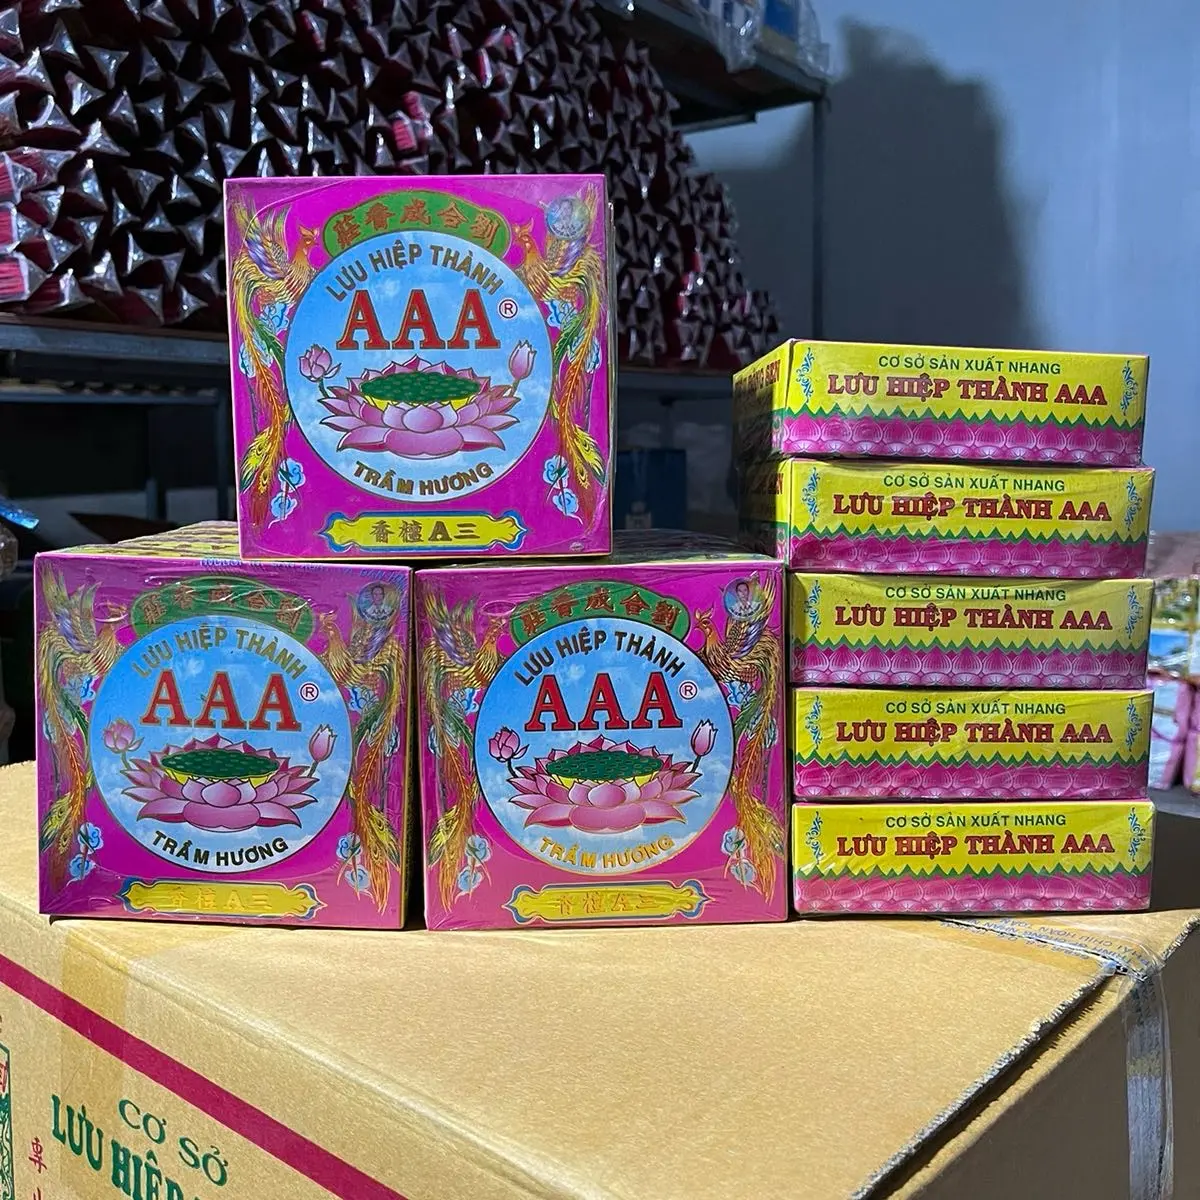 劉合成香莊
LƯU HIỆP THÀNH
AAA®
TRẦM HƯƠNG
三A檀香
劉合成香莊
LƯU HIỆP THÀNH
AAA®
TRẦM HƯƠNG
三A檀香
劉合成香莊
LƯU HIỆP THÀNH
AAA®
TRẦM HƯƠNG
三A檀香
CƠ SỞ SẢN XUẤT NHANG
LƯU HIỆP THÀNH AAA
CƠ SỞ SẢN XUẤT NHANG
LƯU HIỆP THÀNH AAA
CƠ SỞ SẢN XUẤT NHANG
LƯU HIỆP THÀNH AAA
CƠ SỞ SẢN XUẤT NHANG
LƯU HIỆP THÀNH AAA
CƠ SỞ SẢN XUẤT NHANG
LƯU HIỆP THÀNH AAA
CƠ SỞ
LƯU HIỆP